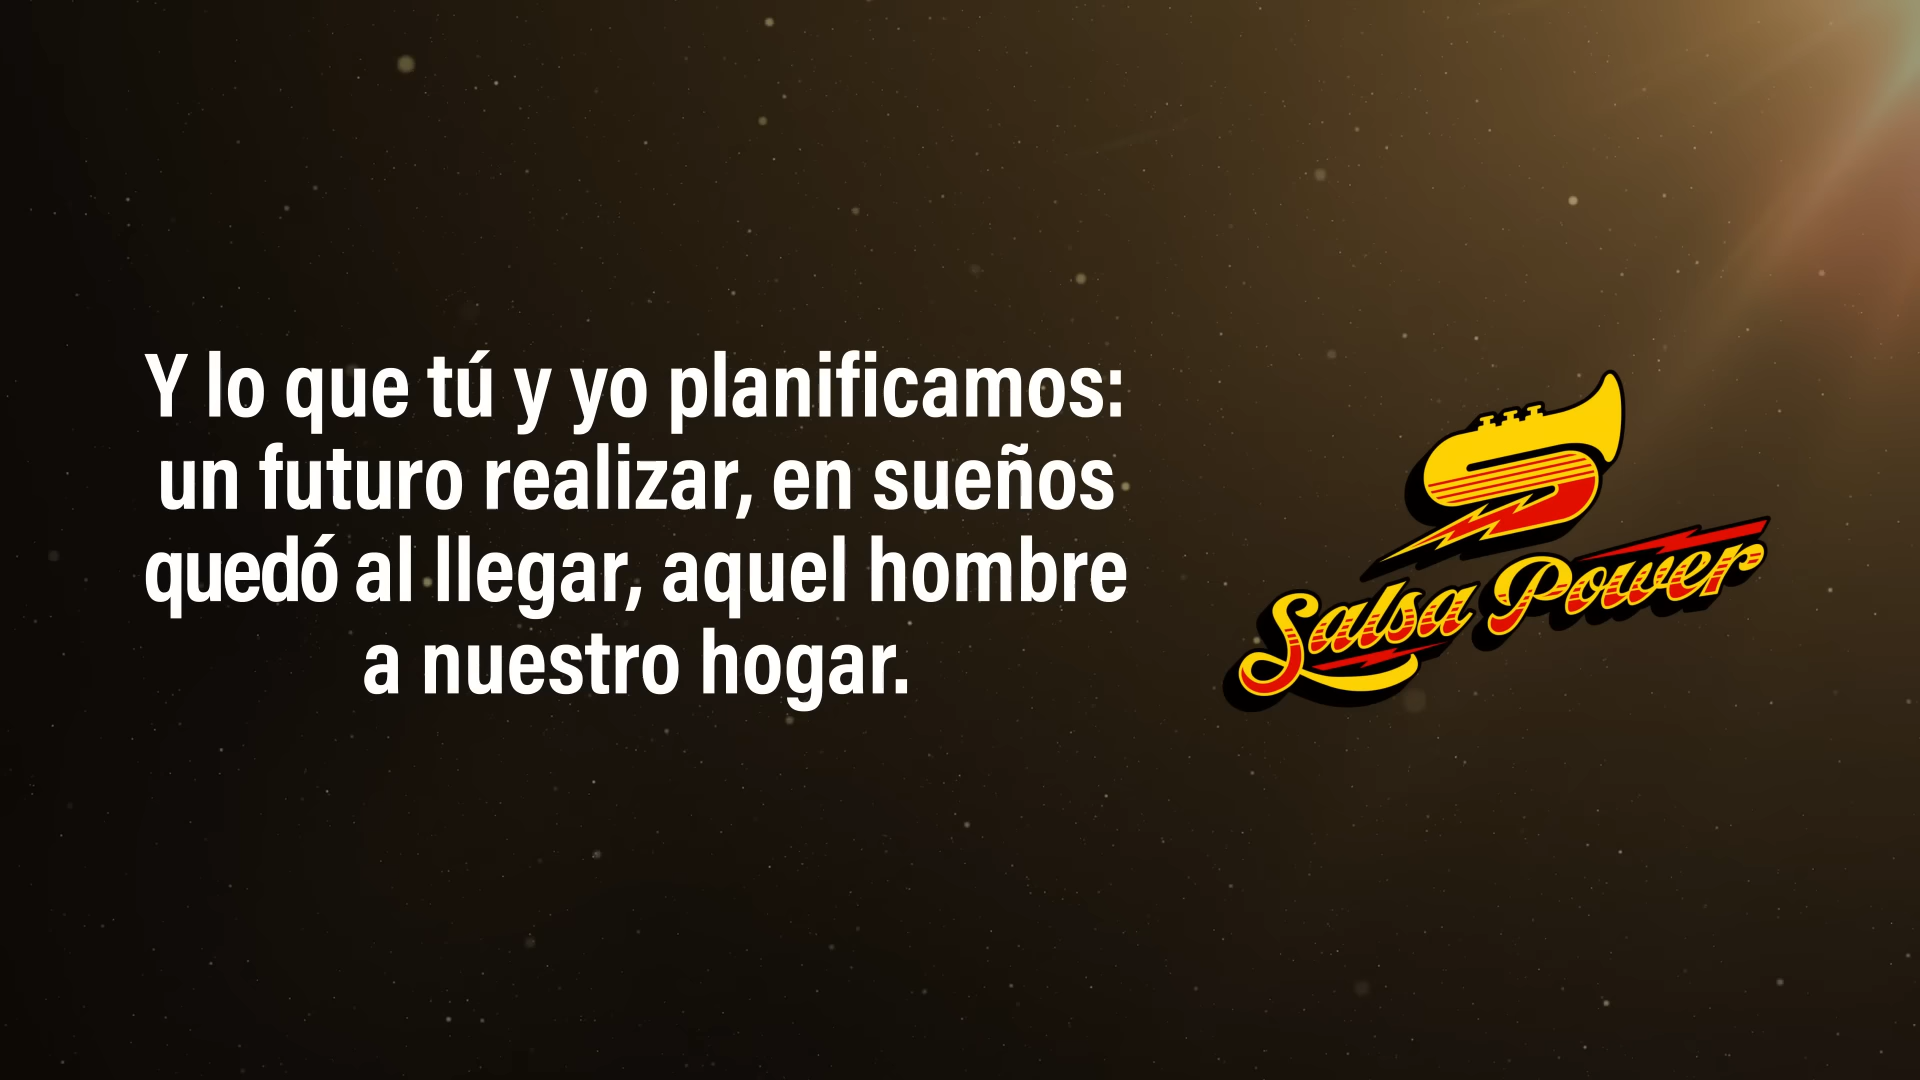 Y lo que tú y yo planificamos:
un futuro realizar, en sueños
quedó al llegar, aquel hombre
a nuestro hogar.
Salsa Power